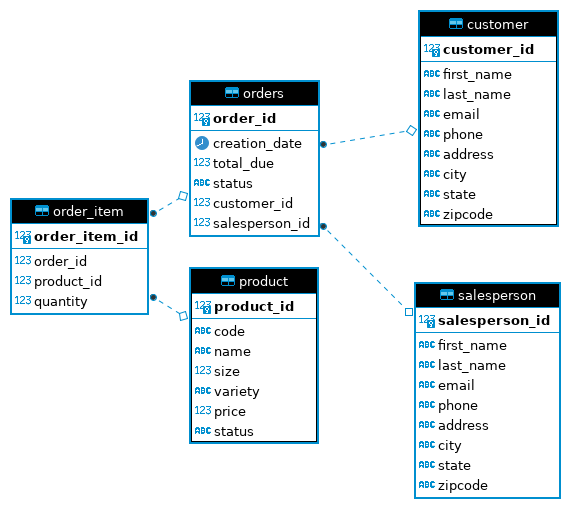 customer
customer_id
ABC first_name
ABC last_name
ABC email
ABC phone
ABC address
ABC city
ABC state
ABC zipcode
orders
123 order_id
creation_date
123 total_due
ABC status
123 customer_id
123 salesperson_id
order_item
123 order_item_id
123 order_id
123 product_id
123 quantity
product
123 product_id
ABC code
ABC name
123 size
ABC variety
123 price
ABC status
salesperson
123 salesperson_id
ABC first_name
ABC last_name
ABC email
ABC phone
ABC address
ABC city
ABC state
ABC zipcode